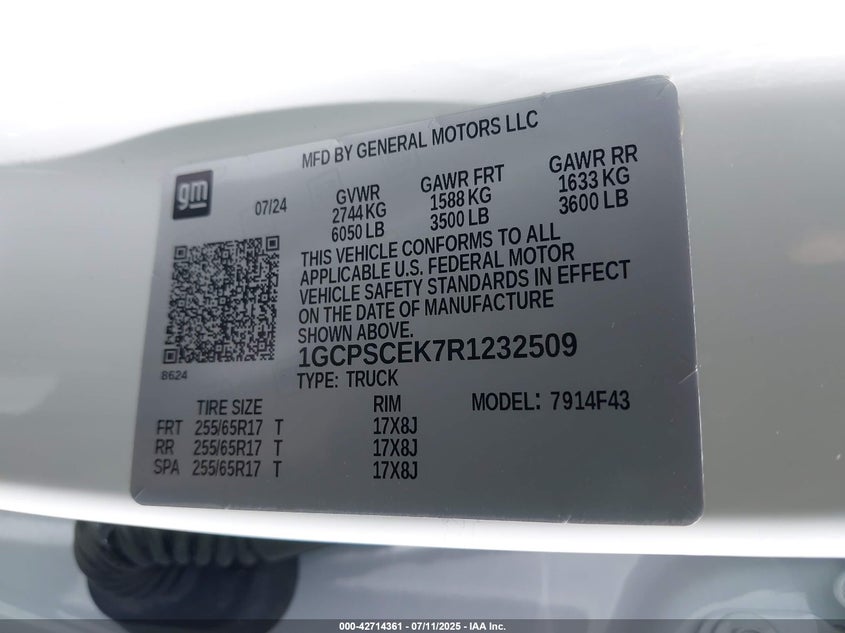 MFD BY GENERAL MOTORS LLC
gm
07/24
GVWR
2744 KG
6050 LB
GAWR FRT
1588 KG
3500 LB
GAWR RR
1633 KG
3600 LB
THIS VEHICLE CONFORMS TO ALL
APPLICABLE U.S. FEDERAL MOTOR
VEHICLE SAFETY STANDARDS IN EFFECT
ON THE DATE OF MANUFACTURE
SHOWN ABOVE.
1GCPSCEK7R1232509
8624
TYPE: TRUCK
MODEL: 7914F43
TIRE SIZE RIM
FRT 255/65R17 T 17X8J
RR 255/65R17 T 17X8J
SPA 255/65R17 T 17X8J
000-42714361 - 07/11/2025 - IAA Inc.